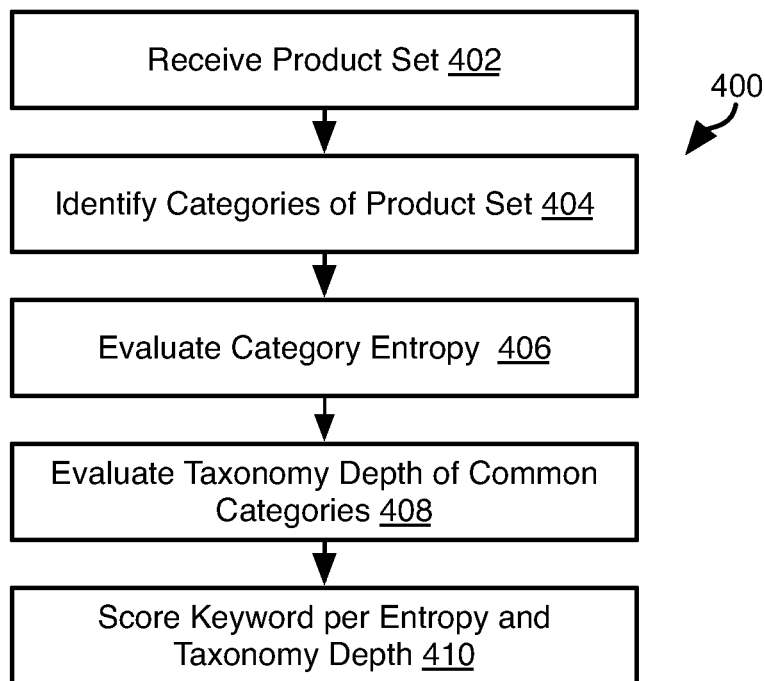 Receive Product Set 402
400
Identify Categories of Product Set 404
Evaluate Category Entropy 406
Evaluate Taxonomy Depth of Common
Categories 408
Score Keyword per Entropy and
Taxonomy Depth 410